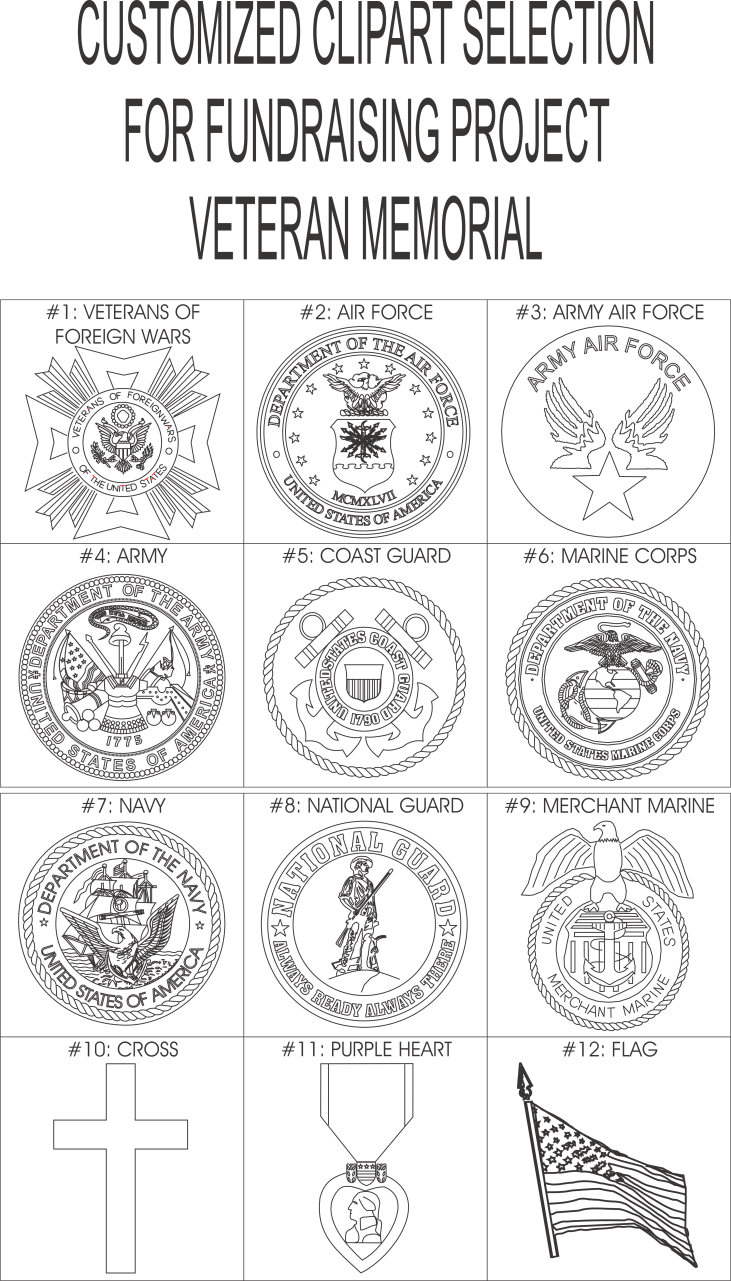 CUSTOMIZED CLIPART SELECTION
FOR FUNDRAISING PROJECT
VETERAN MEMORIAL
#1: VETERANS OF
FOREIGN WARS
VETERANS OF FOREIGNWARS
OF THE UNITED STATES
#2: AIR FORCE
DEPARTMENT OF THE AIR FORCE
MCMXLVII
UNITED STATES OF AMERICA
#3: ARMY AIR FORCE
ARMY AIR FORCE
#4: ARMY
DEPARTMENT OF THE ARMY
1775
UNITED STATES OF AMERICA
#5: COAST GUARD
UNITED STATES COAST GUARD
1790
#6: MARINE CORPS
DEPARTMENT OF THE NAVY
UNITED STATES MARINE CORPS
#7: NAVY
DEPARTMENT OF THE NAVY
UNITED STATES OF AMERICA
#8: NATIONAL GUARD
NATIONAL GUARD
ALWAYS READY ALWAYS THERE
#9: MERCHANT MARINE
UNITED STATES
MERCHANT MARINE
#10: CROSS
#11: PURPLE HEART
#12: FLAG